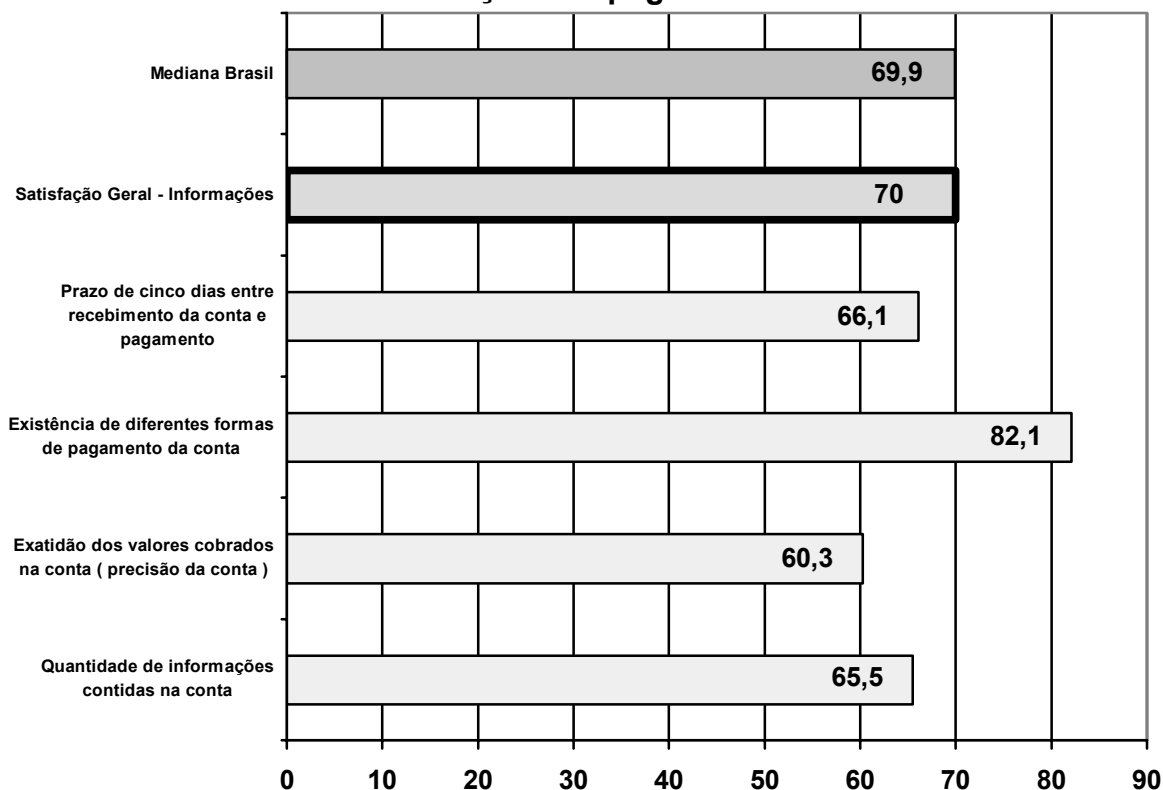 Mediana Brasil
69,9
Satisfação Geral - Informações
70
Prazo de cinco dias entre
recebimento da conta e
pagamento
66,1
Existência de diferentes formas
de pagamento da conta
82,1
Exatidão dos valores cobrados
na conta ( precisão da conta )
60,3
Quantidade de informações
contidas na conta
65,5
0 10 20 30 40 50 60 70 80 90